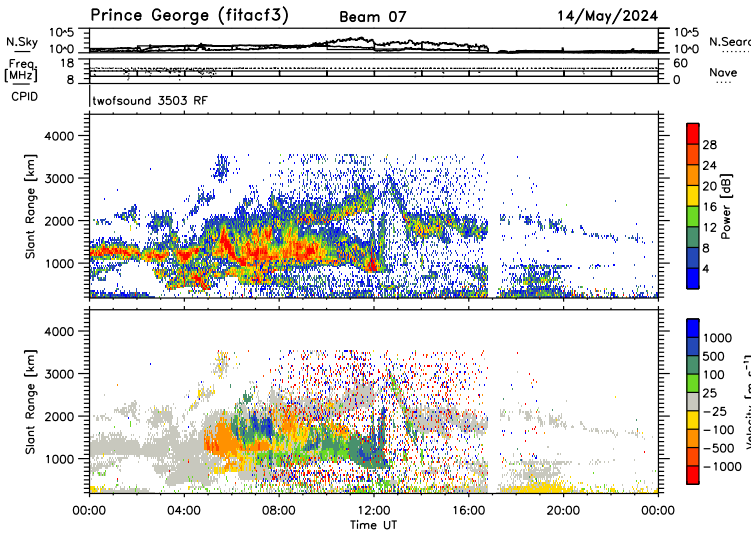 Prince George (fitacf3) Beam 07 14/May/2024
N.Sky 10^5 10^0 10^5 10^0 N.Sear
Freq. [MHz] 18 8 60 0 Nave
CPID twofsound 3503 RF
Slant Range [km] 4000 3000 2000 1000
Power [dB] 28 24 20 16 12 8 4
Slant Range [km] 4000 3000 2000 1000
Velocity [m s⁻¹] 1000 500 100 25 −25 −100 −500 −1000
00:00 04:00 08:00 12:00 16:00 20:00 00:00
Time UT